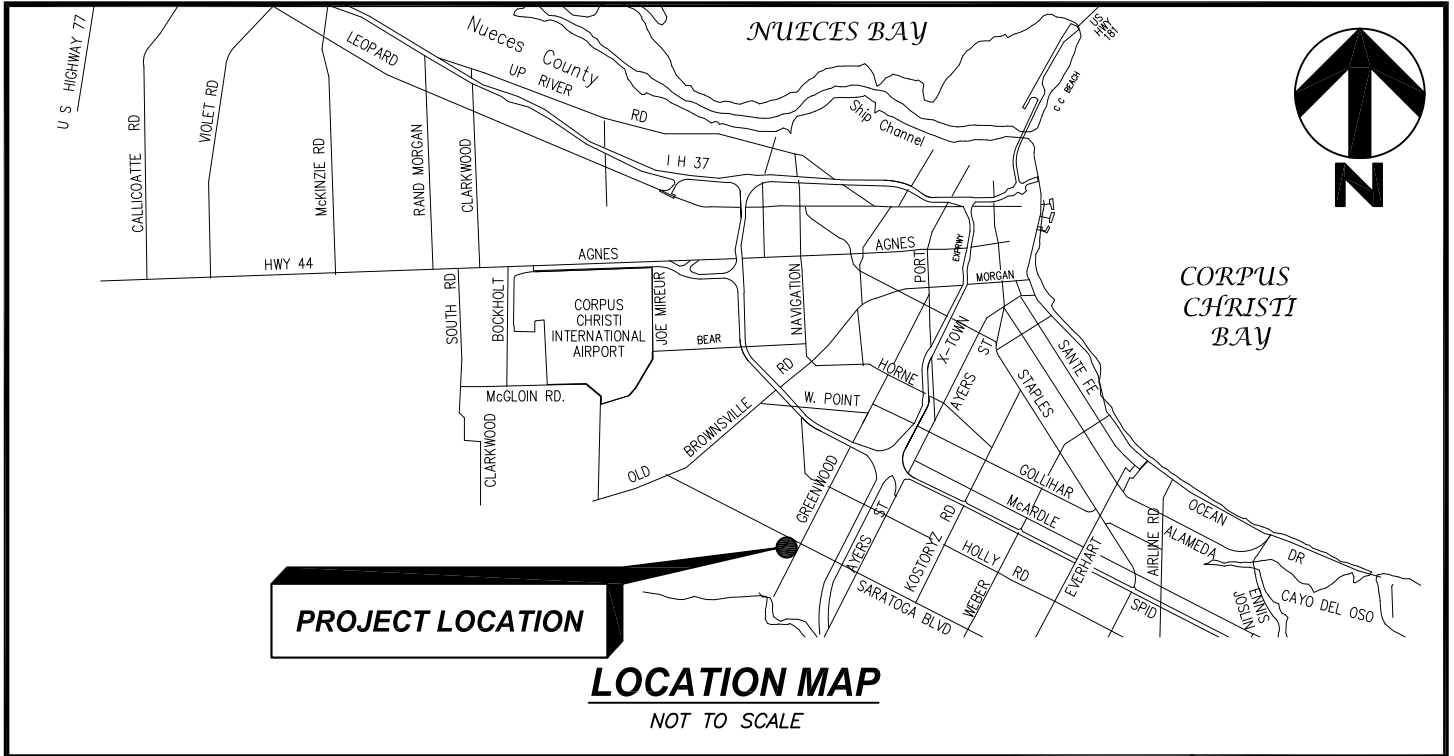 NUECES BAY
US
HWY
181
U S HIGHWAY 77
LEOPARD
Nueces County
UP RIVER
RD
C C BEACH
Ship Channel
CALLICOATTE RD
VIOLET RD
McKINZIE RD
RAND MORGAN
CLARKWOOD
I H 37
N
HWY 44
AGNES
AGNES
PORT
EXPRWY
MORGAN
CORPUS
CHRISTI
BAY
SOUTH RD
BOCKHOLT
CORPUS
CHRISTI
INTERNATIONAL
AIRPORT
JOE MIREUR
BEAR
NAVIGATION
McGLOIN RD.
CLARKWOOD
OLD BROWNSVILLE RD
W. POINT
HORNE
X-TOWN
AYERS ST
STAPLES
SANTE FE
GREENWOOD
AYERS ST
KOSTORYZ RD
GOLLIHAR
McARDLE
HOLLY RD
WEBER
EVERHART
SARATOGA BLVD
SPID
AIRLINE RD
ALAMEDA
OCEAN DR
ENNIS
JOSLIN
CAYO DEL OSO
PROJECT LOCATION
LOCATION MAP
NOT TO SCALE